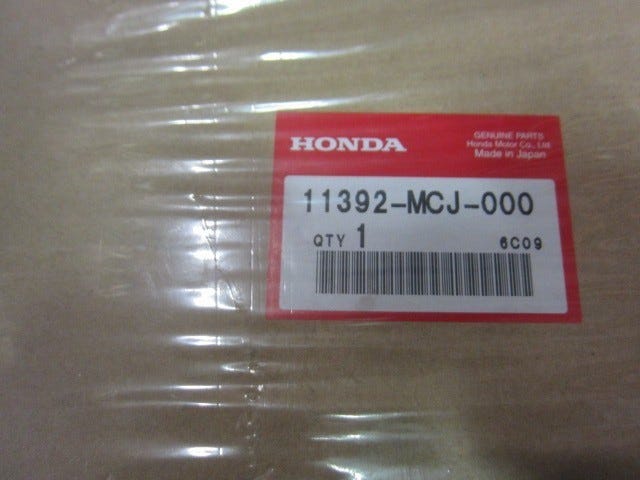 HONDA
GENUINE PARTS
Honda Motor Co., Ltd
Made in Japan
11392-MCJ-000
QTY 1 6C09